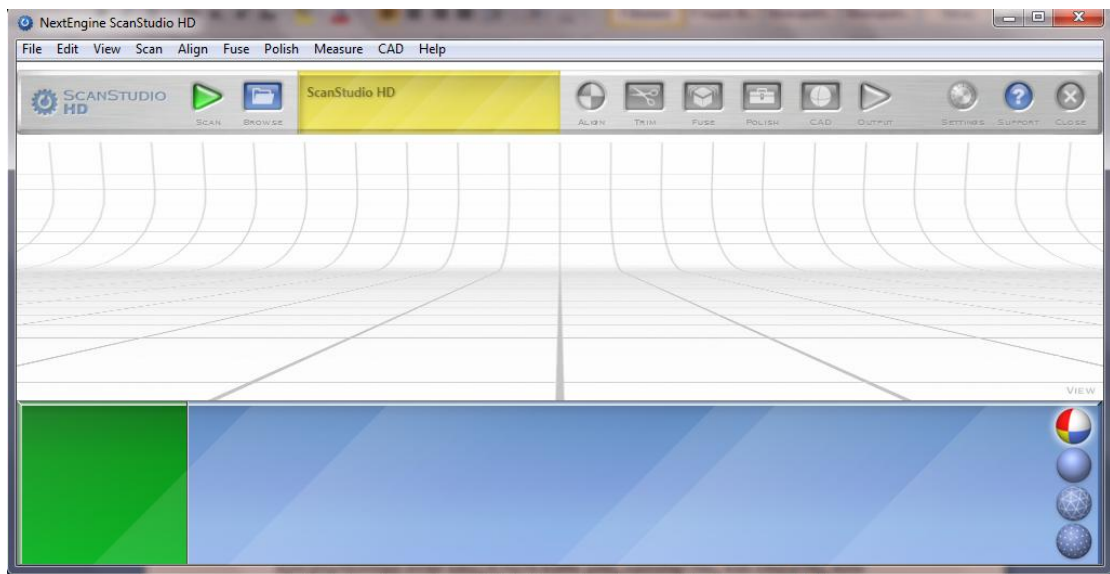 NextEngine ScanStudio HD
File Edit View Scan Align Fuse Polish Measure CAD Help
SCANSTUDIO
HD
ScanStudio HD
SCAN BROWSE ALIGN TRIM FUSE POLISH CAD OUTPUT SETTINGS SUPPORT CLOSE
VIEW